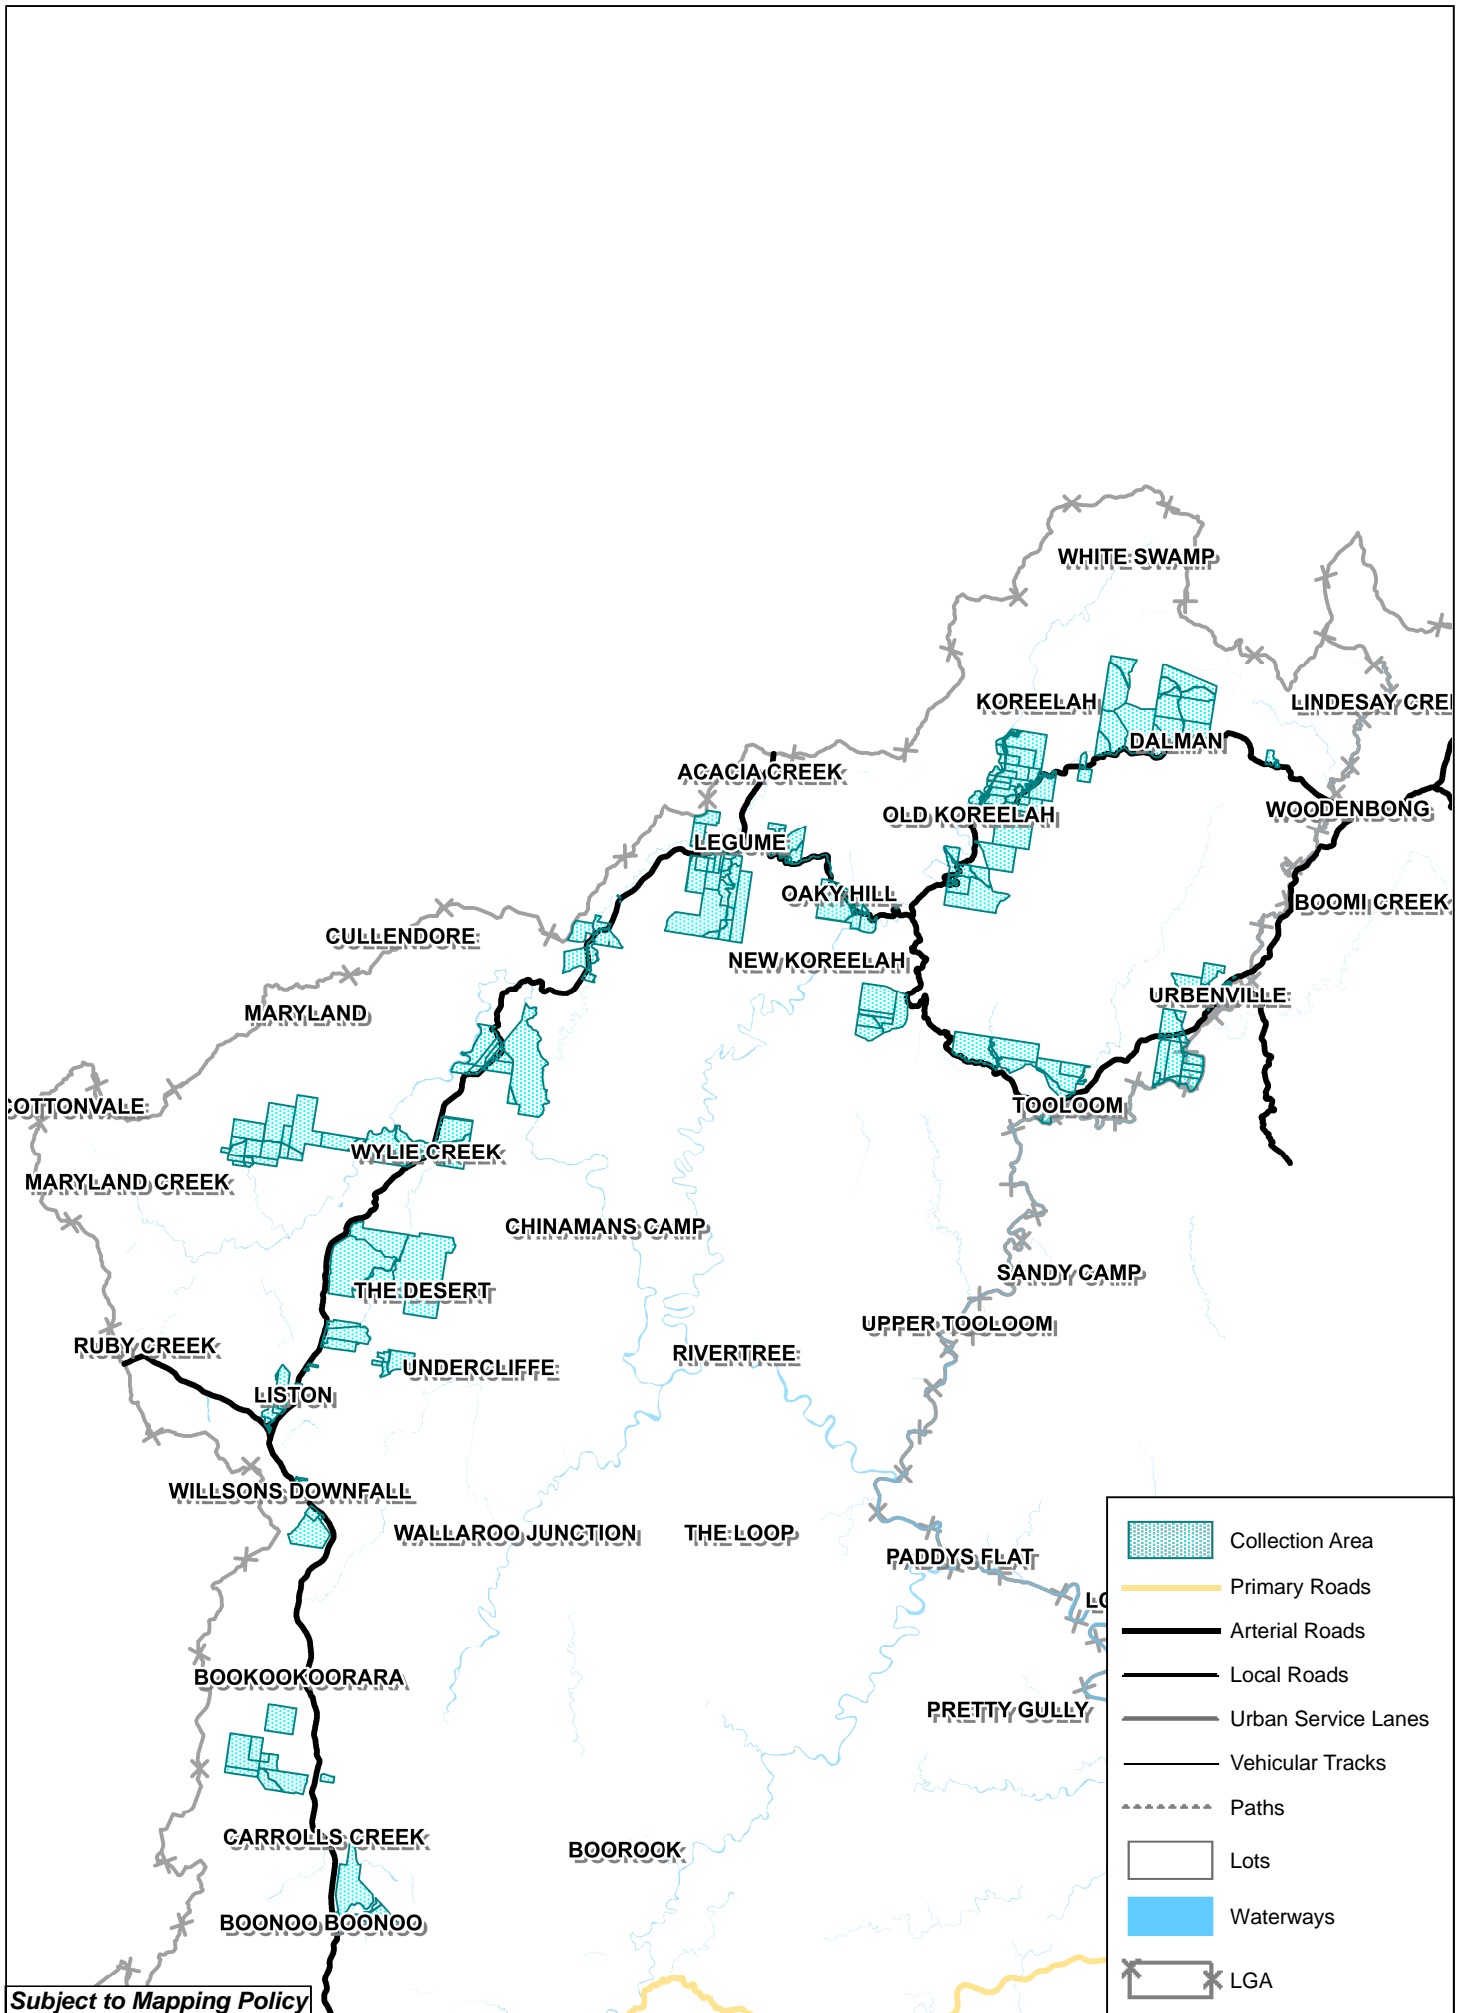 WHITE SWAMP
KOREELAH
LINDESAY CREE
DALMAN
ACACIA CREEK
WOODENBONG
OLD KOREELAH
LEGUME
OAKY HILL
BOOMI CREEK
CULLENDORE
NEW KOREELAH
URBENVILLE
MARYLAND
COTTONVALE
TOOLOOM
WYLIE CREEK
MARYLAND CREEK
CHINAMANS CAMP
SANDY CAMP
THE DESERT
UPPER TOOLOOM
RUBY CREEK
RIVERTREE
UNDERCLIFFE
LISTON
WILLSONS DOWNFALL
WALLAROO JUNCTION
THE LOOP
PADDYS FLAT
BOOKOOKOORARA
PRETTY GULLY
CARROLLS CREEK
BOOROOK
BOONOO BOONOO
Collection Area
Primary Roads
Arterial Roads
Local Roads
Urban Service Lanes
Vehicular Tracks
Paths
Lots
Waterways
LGA
Subject to Mapping Policy